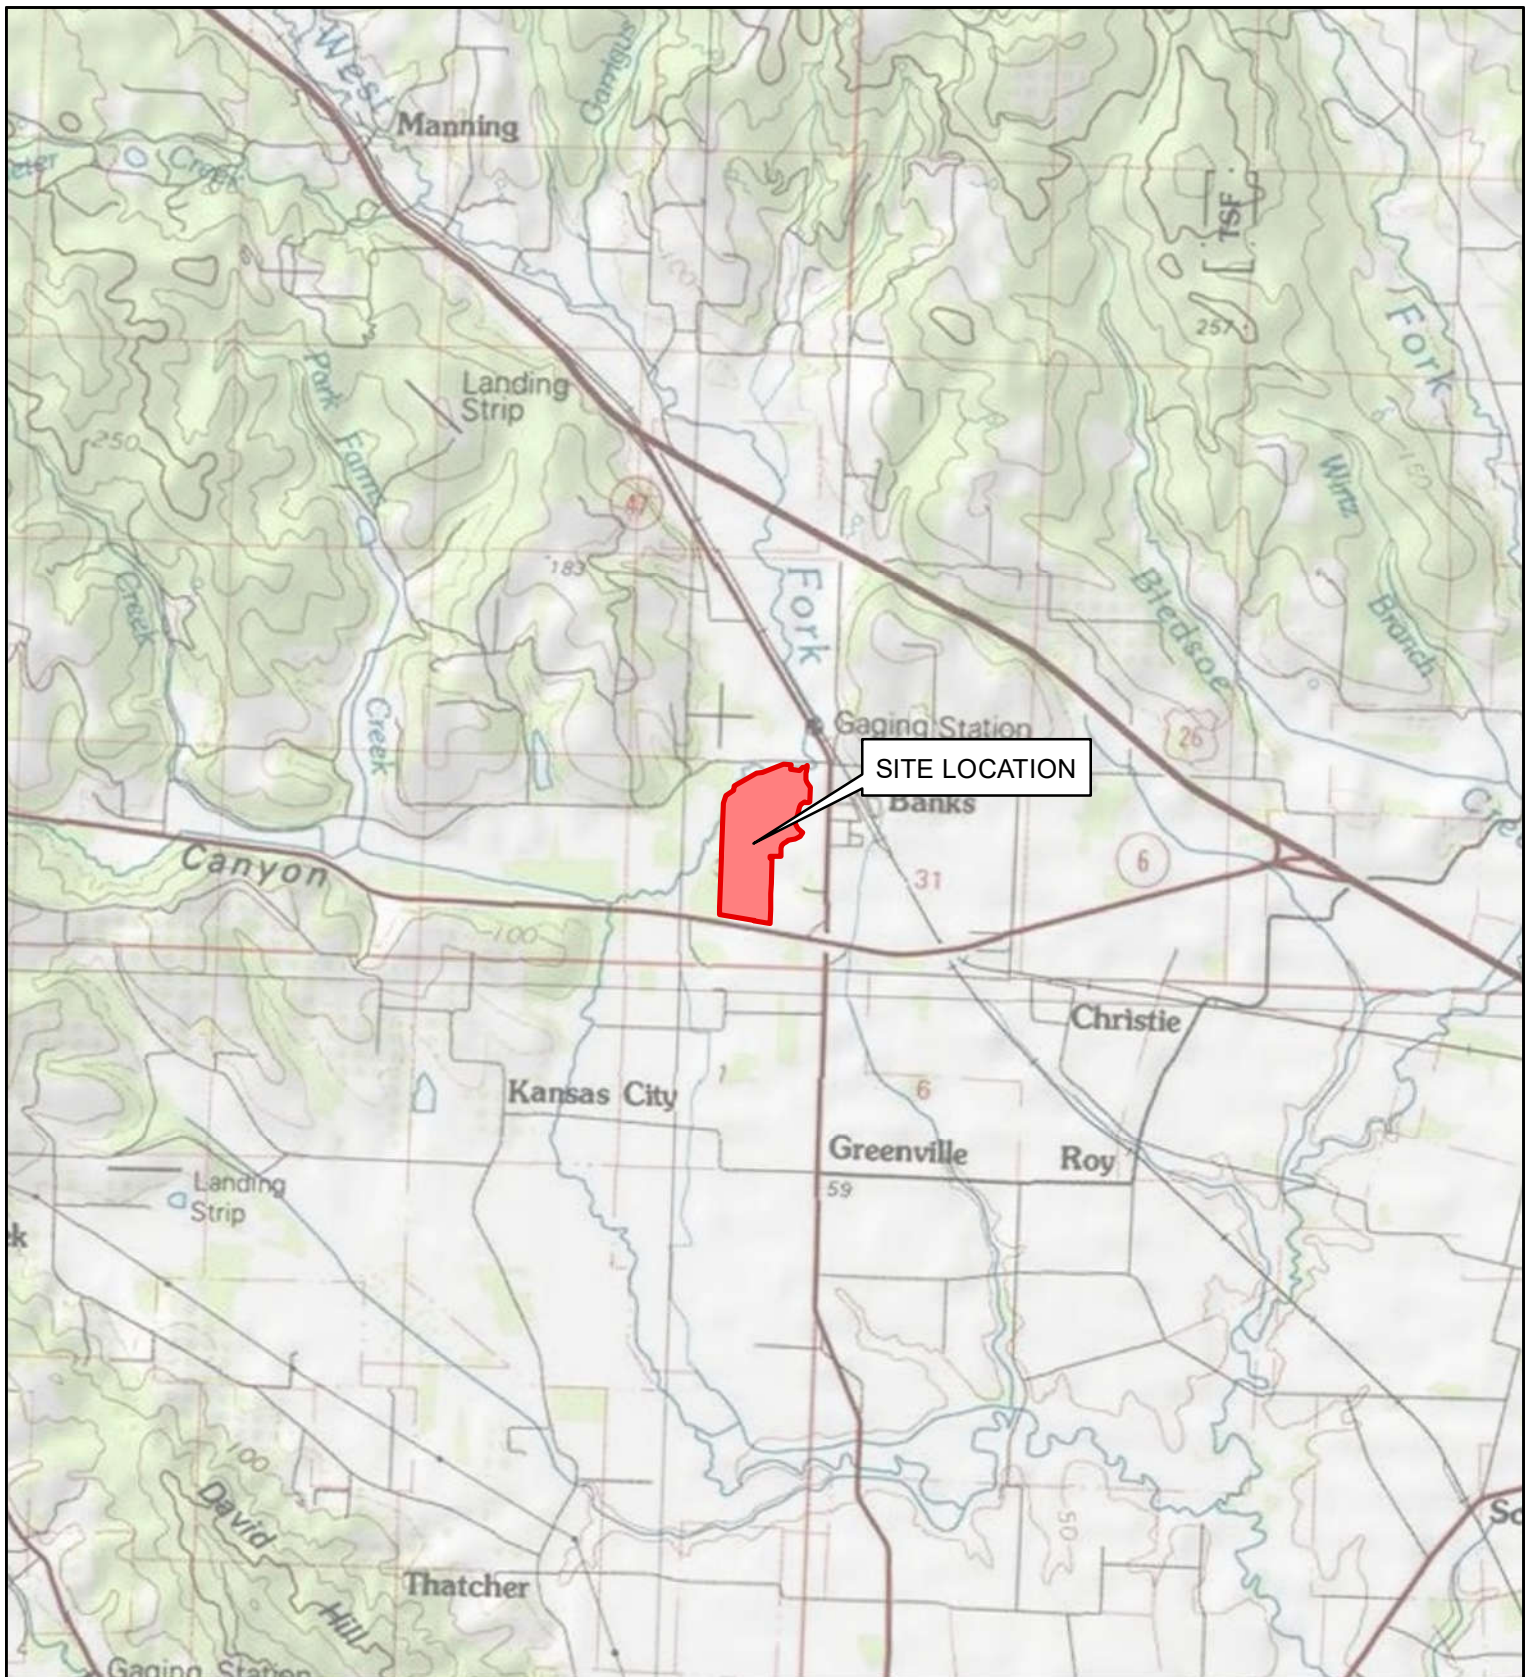 West
Garrigus
Manning
Creek
TSF
Fork
257
Park
Landing
Strip
250
Farms
Wirtz
150
47
183
Fork
Creek
Bledsoe
Branch
Creek
Gaging Station
26
SITE LOCATION
Banks
Canyon
6
31
100
Christie
Kansas City
6
Greenville
Roy
59
Landing
Strip
100
David
50
Thatcher
Hill
Gaging Station